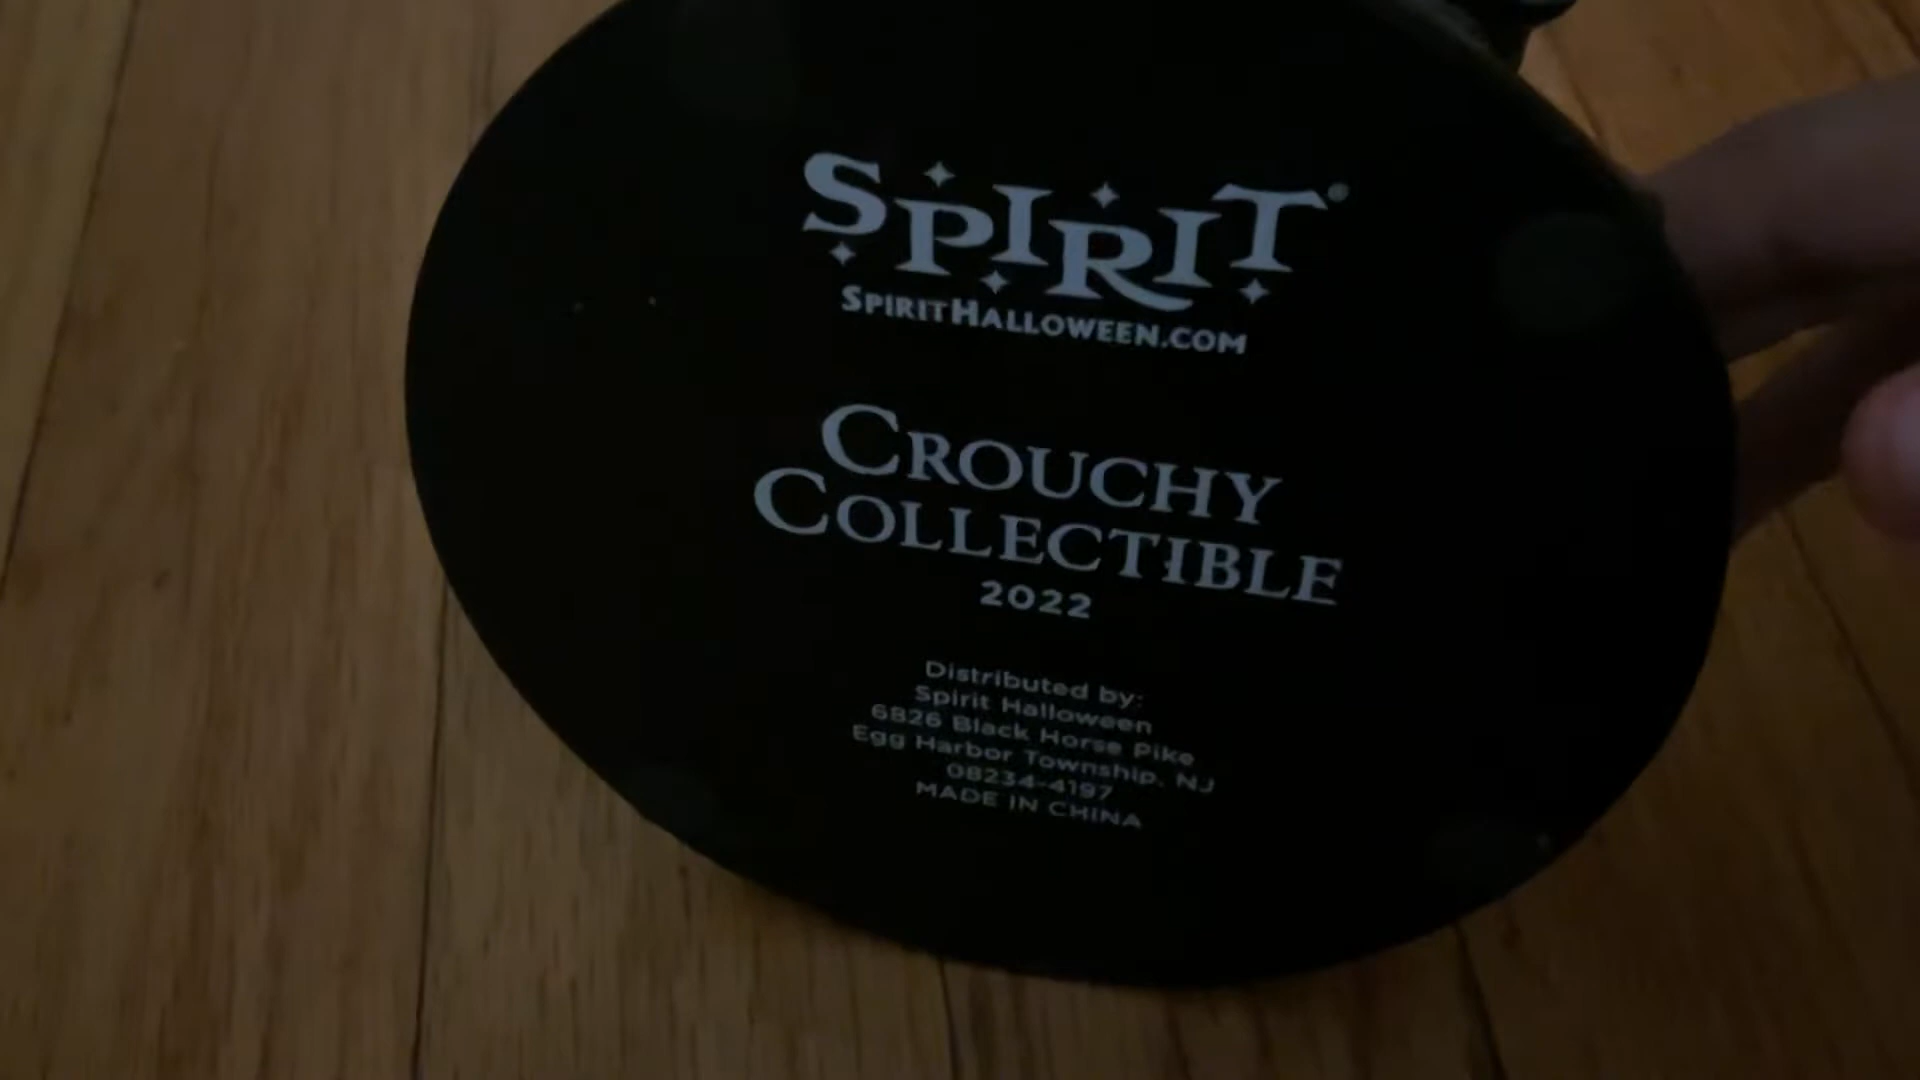 SPIRIT®
SPIRITHALLOWEEN.COM
CROUCHY
COLLECTIBLE
2022
Distributed by:
Spirit Halloween
6826 Black Horse Pike
Egg Harbor Township, NJ
08234-4197
MADE IN CHINA